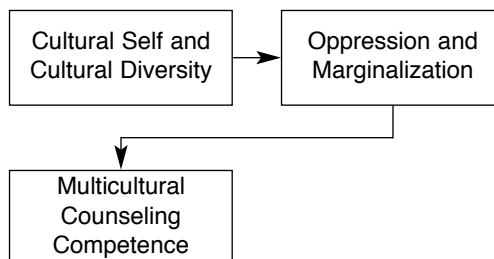 Cultural Self and
Cultural Diversity
Oppression and
Marginalization
Multicultural
Counseling
Competence